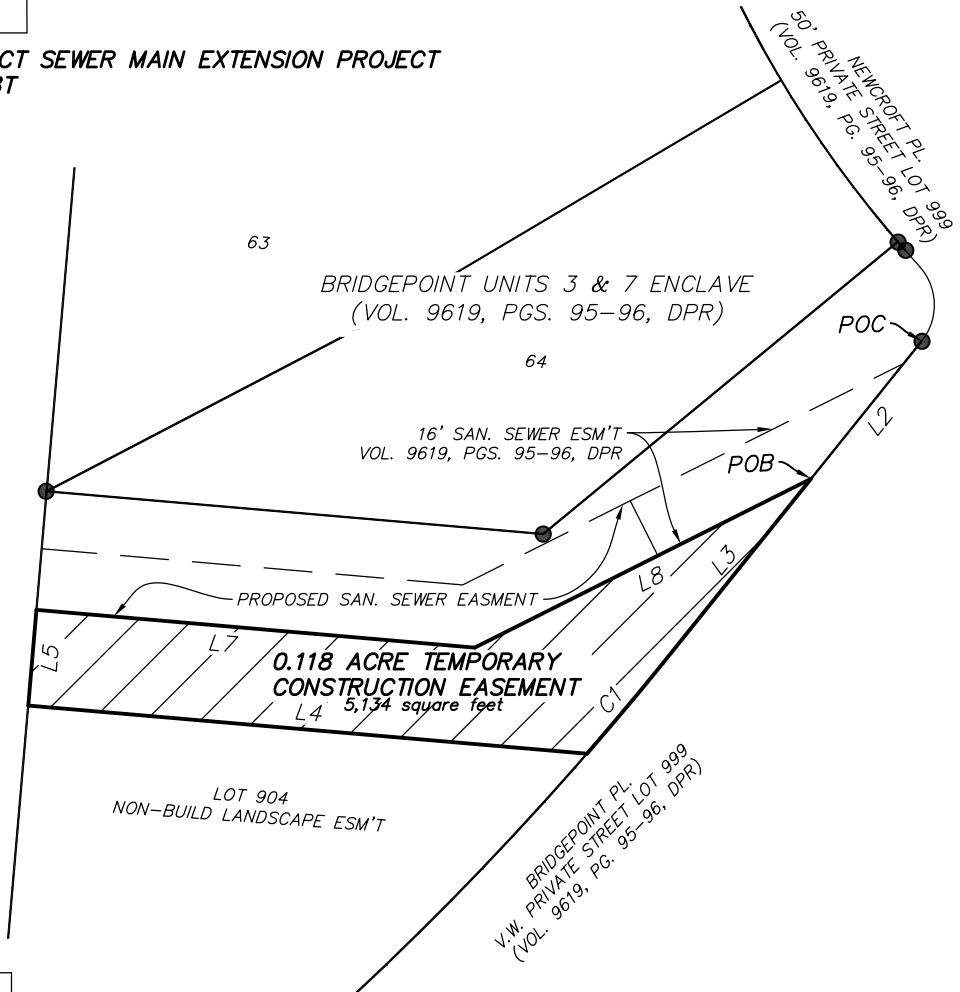 CT SEWER MAIN EXTENSION PROJECT
BT
50' PRIVATE STREET LOT 999
NEWCROFT PL.
(VOL. 9619, PG. 95-96, DPR)
63
BRIDGEPOINT UNITS 3 & 7 ENCLAVE
(VOL. 9619, PGS. 95-96, DPR)
POC
64
L2
16' SAN. SEWER ESM'T
VOL. 9619, PGS. 95-96, DPR
POB
L3
L8
PROPOSED SAN. SEWER EASMENT
L5
L7
0.118 ACRE TEMPORARY
CONSTRUCTION EASEMENT
5,134 square feet
L4
C1
LOT 904
NON-BUILD LANDSCAPE ESM'T
BRIDGEPOINT PL.
V.W. PRIVATE STREET LOT 999
(VOL. 9619, PG. 95-96, DPR)